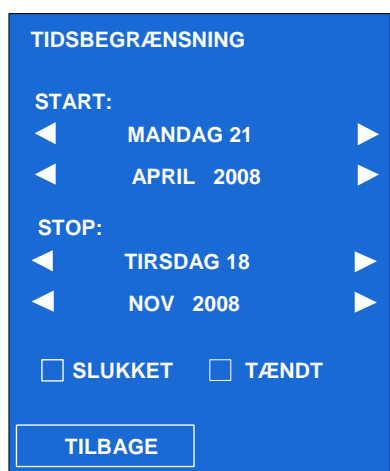 TIDSBEGRÆNSNING
START:
MANDAG 21
APRIL 2008
STOP:
TIRSDAG 18
NOV 2008
SLUKKET TÆNDT
TILBAGE